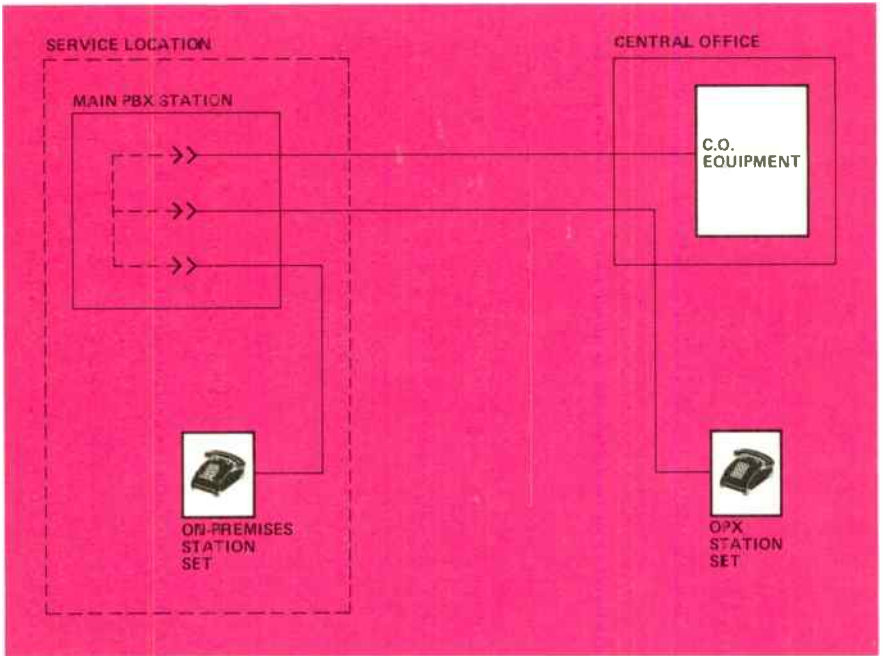 SERVICE LOCATION
MAIN PBX STATION
CENTRAL OFFICE
C.O.
EQUIPMENT
ON-PREMISES
STATION
SET
OPX
STATION
SET